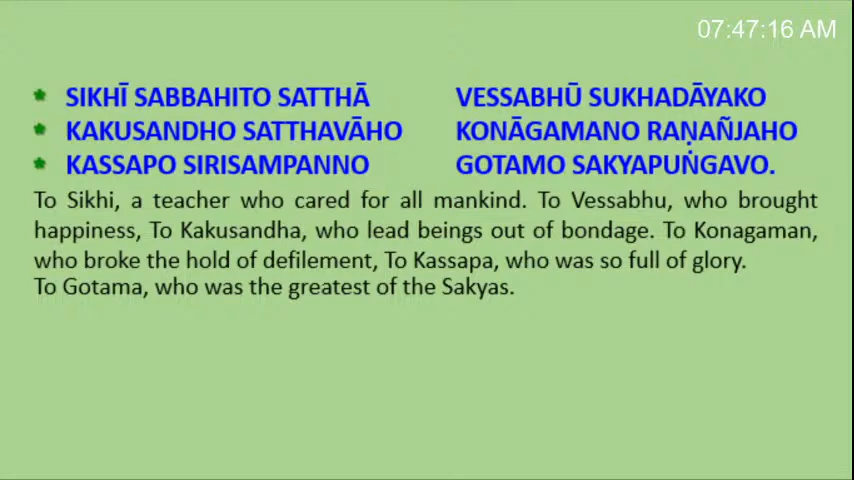 07:47:16 AM
SIKHĪ SABBAHITO SATTHĀ VESSABHŪ SUKHADĀYAKO
KAKUSANDHO SATTHAVĀHO KONĀGAMANO RAṆAÑJAHO
KASSAPO SIRISAMPANNO GOTAMO SAKYAPUṄGAVO.
To Sikhi, a teacher who cared for all mankind. To Vessabhu, who brought
happiness, To Kakusandha, who lead beings out of bondage. To Konagaman,
who broke the hold of defilement, To Kassapa, who was so full of glory.
To Gotama, who was the greatest of the Sakyas.